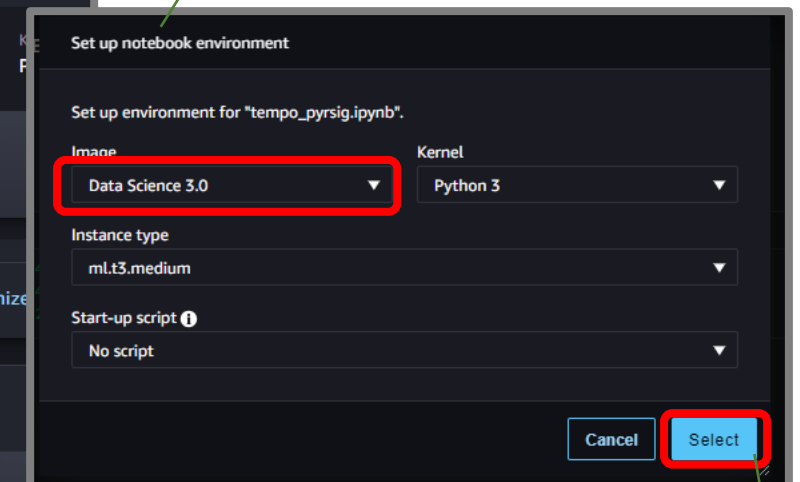 Set up notebook environment
Set up environment for "tempo_pyrsig.ipynb".
Image Kernel
Data Science 3.0 Python 3
Instance type
ml.t3.medium
Start-up script
No script
Cancel Select